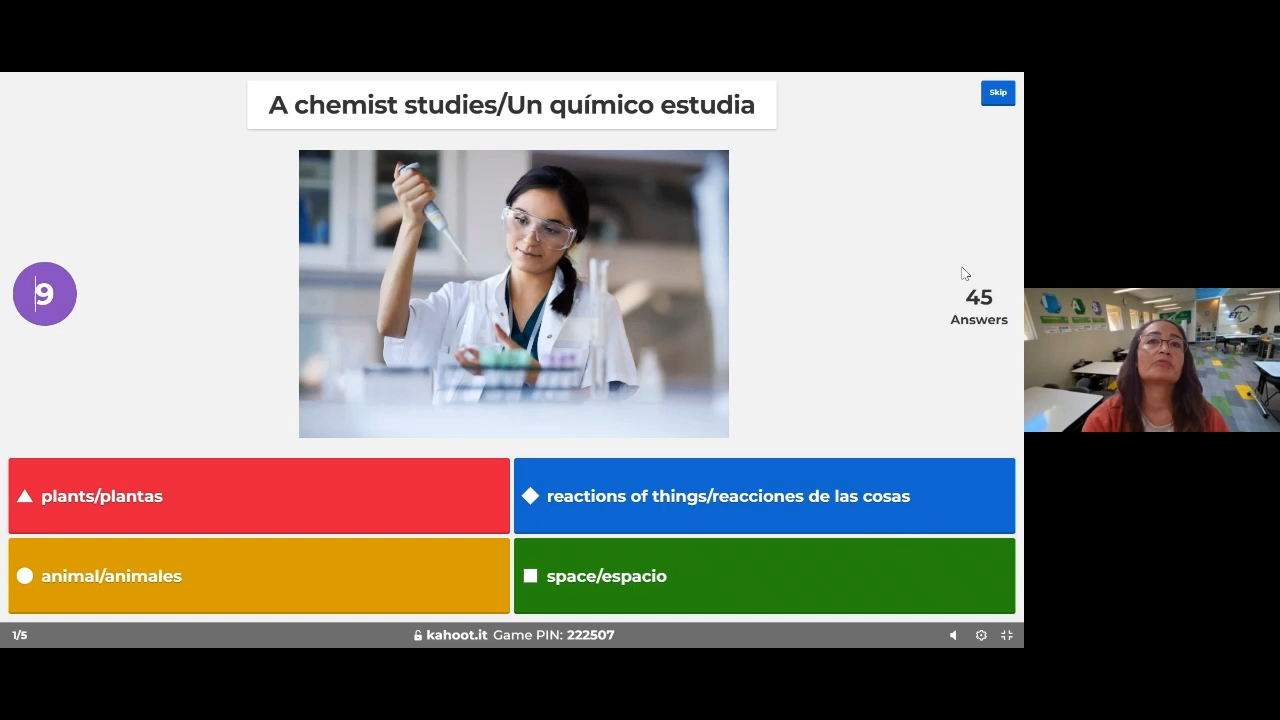 A chemist studies/Un químico estudia
Skip
9
45
Answers
plants/plantas
reactions of things/reacciones de las cosas
animal/animales
space/espacio
1/5
kahoot.it Game PIN: 222507